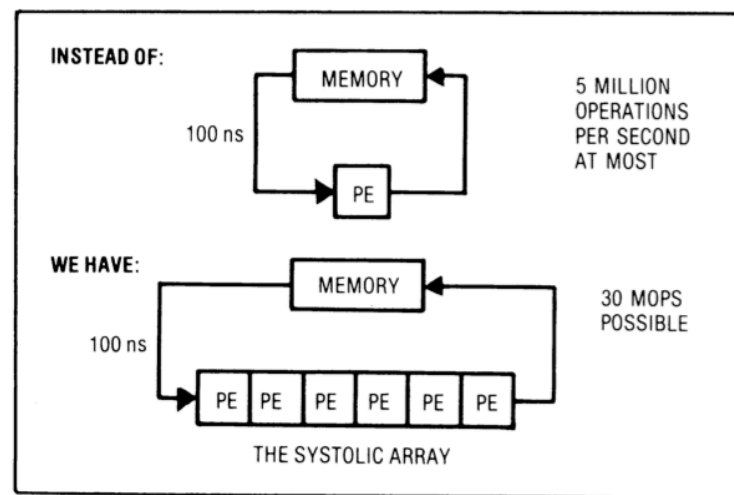 INSTEAD OF:
MEMORY
100 ns
PE
5 MILLION
OPERATIONS
PER SECOND
AT MOST
WE HAVE:
MEMORY
100 ns
PE PE PE PE PE PE
THE SYSTOLIC ARRAY
30 MOPS
POSSIBLE